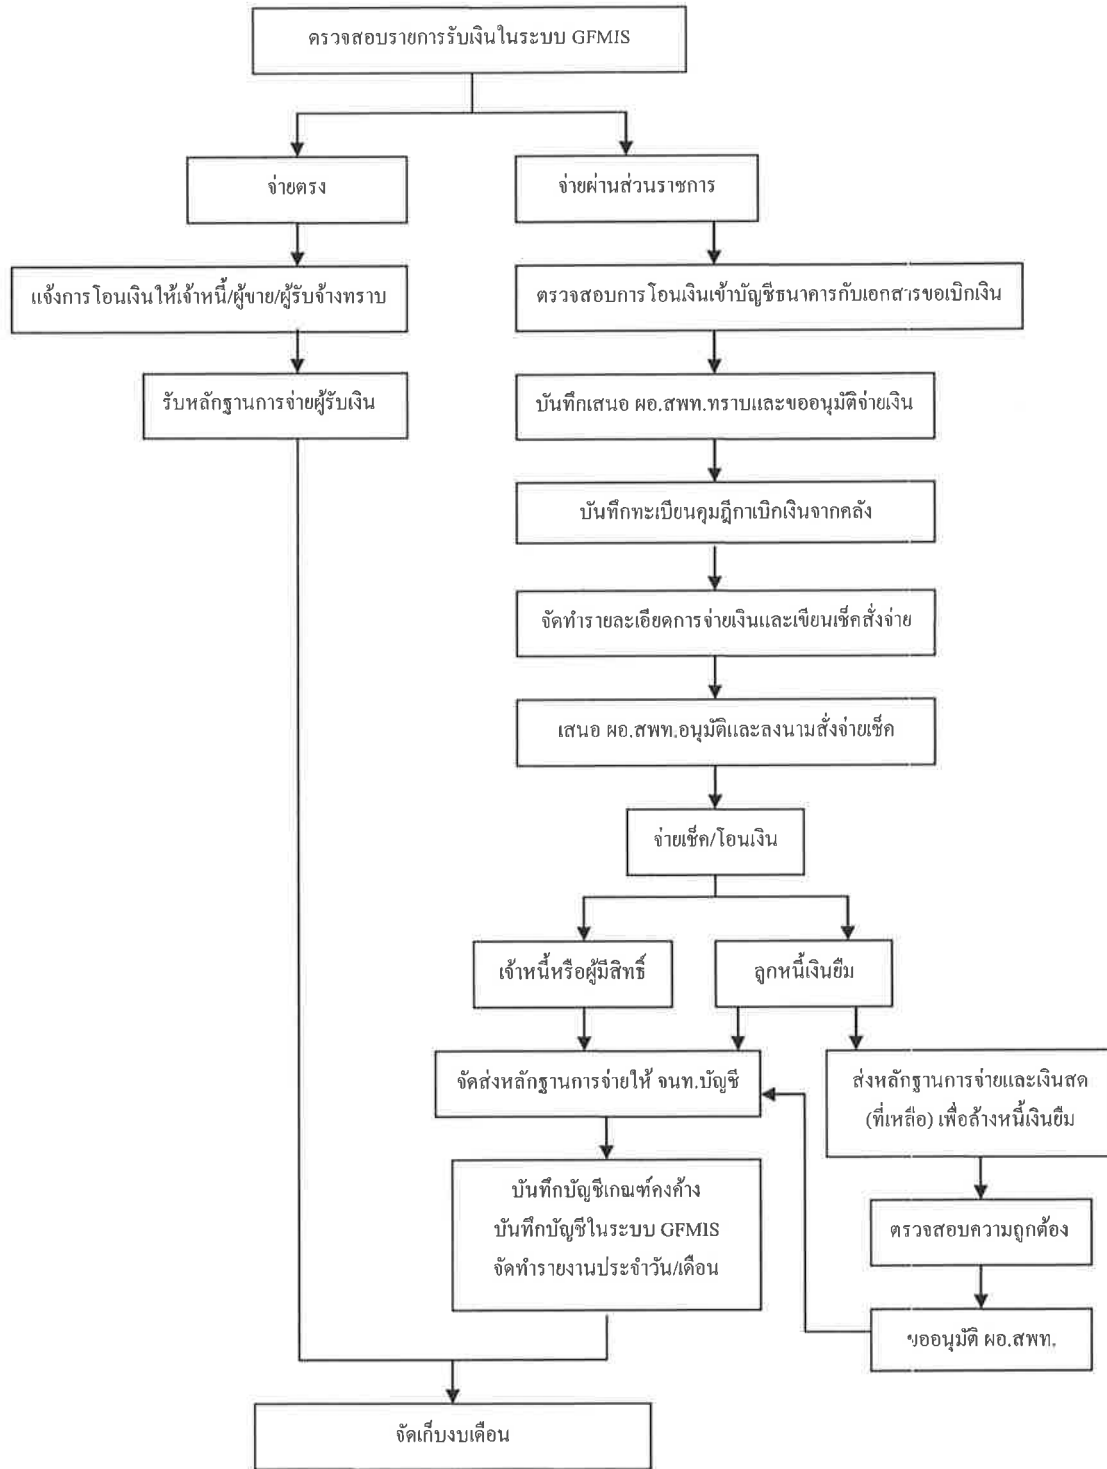 ตรวจสอบรายการรับเงินในระบบ GFMIS
จ่ายตรง
จ่ายผ่านส่วนราชการ
แจ้งการโอนเงินให้เจ้าหนี้/ผู้ขาย/ผู้รับจ้างทราบ
ตรวจสอบการโอนเงินเข้าบัญชีธนาคารกับเอกสารขอเบิกเงิน
รับหลักฐานการจ่ายผู้รับเงิน
บันทึกเสนอ ผอ.สพท.ทราบและขออนุมัติจ่ายเงิน
บันทึกทะเบียนคุมฎีกาเบิกเงินจากคลัง
จัดทำรายละเอียดการจ่ายเงินและเขียนเช็คสั่งจ่าย
เสนอ ผอ.สพท.อนุมัติและลงนามสั่งจ่ายเช็ค
จ่ายเช็ค/โอนเงิน
เจ้าหนี้หรือผู้มีสิทธิ์
ลูกหนี้เงินยืม
จัดส่งหลักฐานการจ่ายให้ จนท.บัญชี
ส่งหลักฐานการจ่ายและเงินสด
(ที่เหลือ) เพื่อล้างหนี้เงินยืม
บันทึกบัญชีเกณฑ์คงค้าง
บันทึกบัญชีในระบบ GFMIS
จัดทำรายงานประจำวัน/เดือน
ตรวจสอบความถูกต้อง
ขออนุมัติ ผอ.สพท.
จัดเก็บงบเดือน